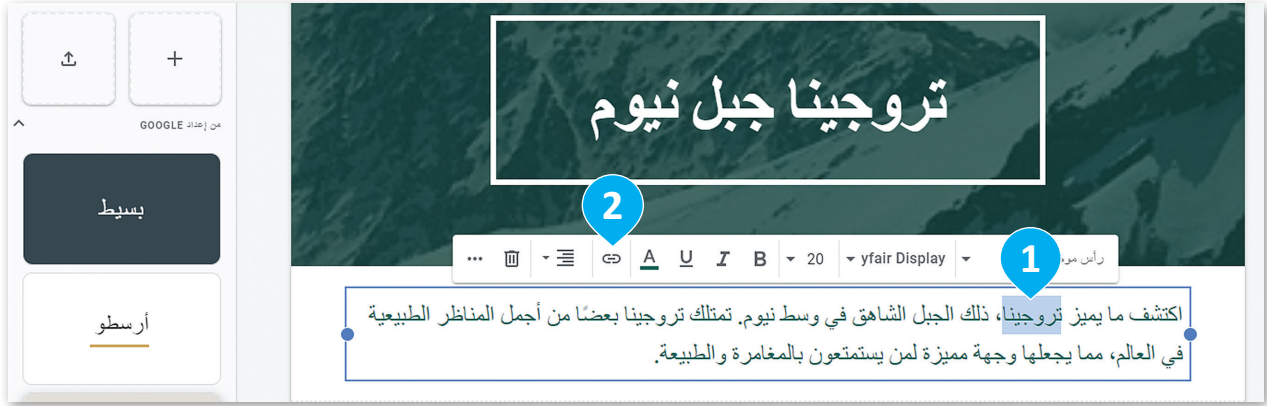 تروجينا جبل نيوم
من إعداد GOOGLE
بسيط
أرسطو
2
1
A U I B 20 yfair Display رأس
اكتشف ما يميز تروجينا، ذلك الجبل الشاهق في وسط نيوم. تمتلك تروجينا بعضًا من أجمل المناظر الطبيعية
في العالم، مما يجعلها وجهة مميزة لمن يستمتعون بالمغامرة والطبيعة.